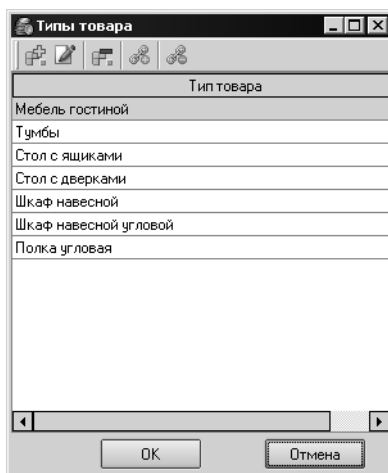 Типы товара
Тип товара
Мебель гостиной
Тумбы
Стол с ящиками
Стол с дверками
Шкаф навесной
Шкаф навесной угловой
Полка угловая
OK
Отмена